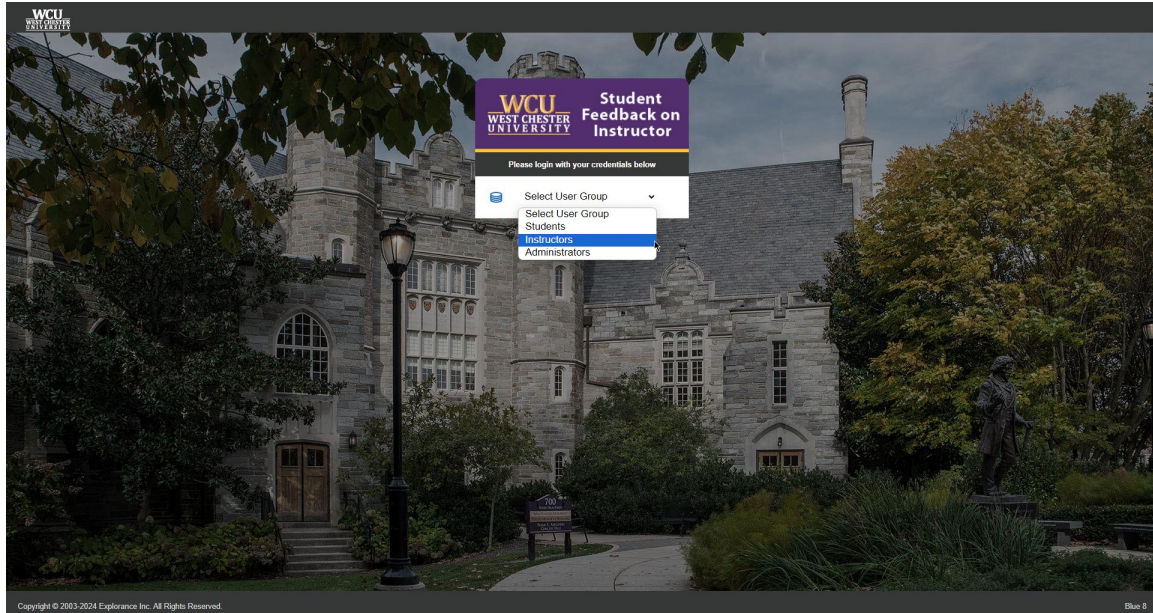 WCU
WEST CHESTER
UNIVERSITY
WCU
WEST CHESTER
UNIVERSITY
Student
Feedback on
Instructor
Please login with your credentials below
Select User Group
Select User Group
Students
Instructors
Administrators
700
Copyright © 2003-2024 Explorance Inc. All Rights Reserved.
Blue 8